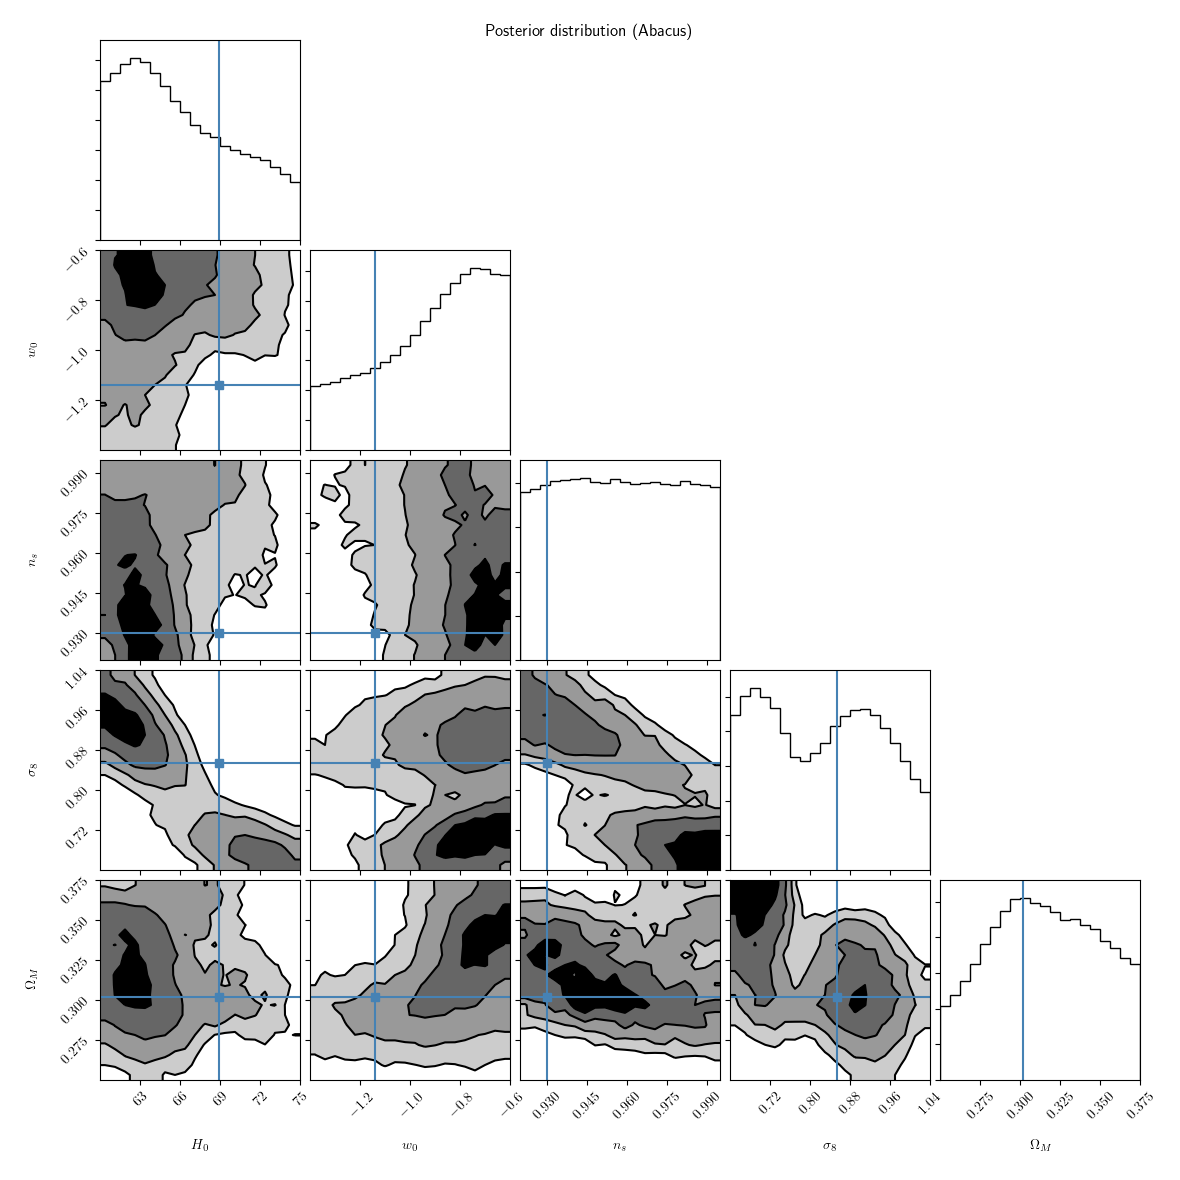 Posterior distribution (Abacus)
−0.6
−0.8
−1.0
−1.2
w₀
0.990
0.975
0.960
0.945
0.930
nₛ
1.04
0.96
0.88
0.80
0.72
σ₈
0.375
0.350
0.325
0.300
0.275
Ω_M
63 66 69 72 75
−1.2 −1.0 −0.8 −0.6
0.930 0.945 0.960 0.975 0.990
0.72 0.80 0.88 0.96 1.04
0.275 0.300 0.325 0.350 0.375
H₀ w₀ nₛ σ₈ Ω_M